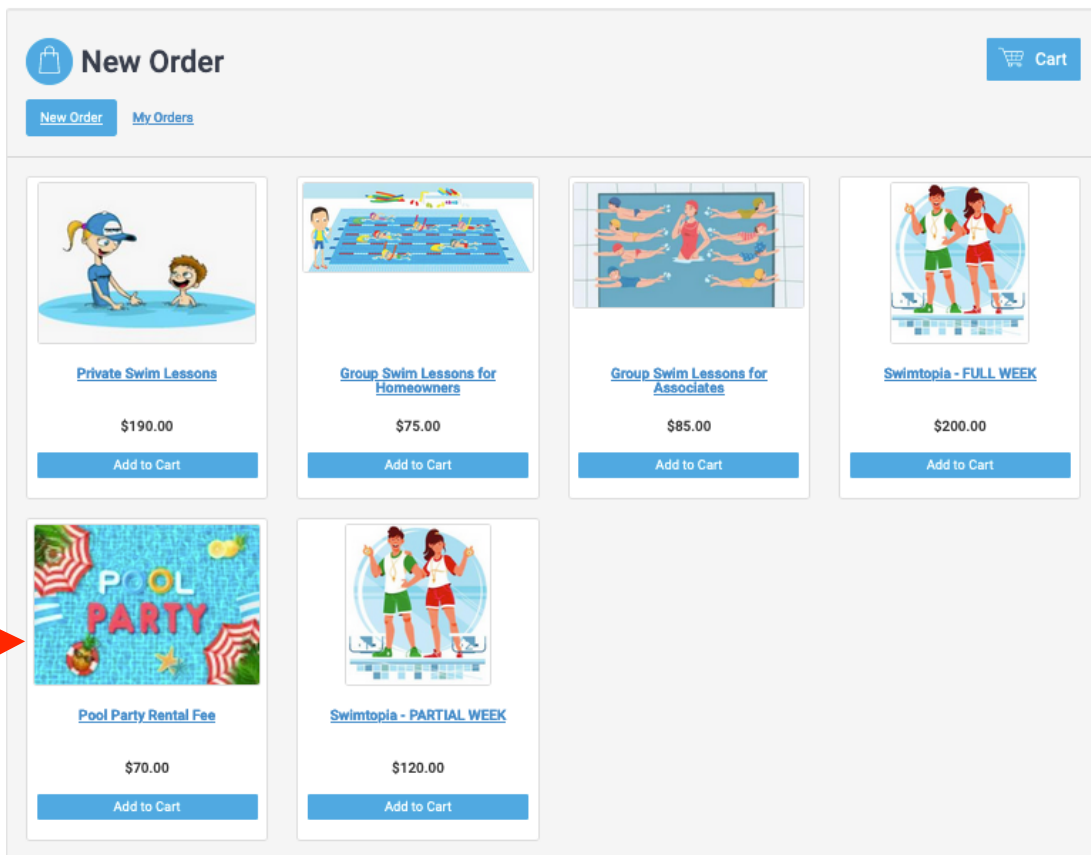 New Order
Cart
New Order
My Orders
Private Swim Lessons
$190.00
Add to Cart
Group Swim Lessons for
Homeowners
$75.00
Add to Cart
Group Swim Lessons for
Associates
$85.00
Add to Cart
Swimtopia - FULL WEEK
$200.00
Add to Cart
POOL
PARTY
Pool Party Rental Fee
$70.00
Add to Cart
Swimtopia - PARTIAL WEEK
$120.00
Add to Cart